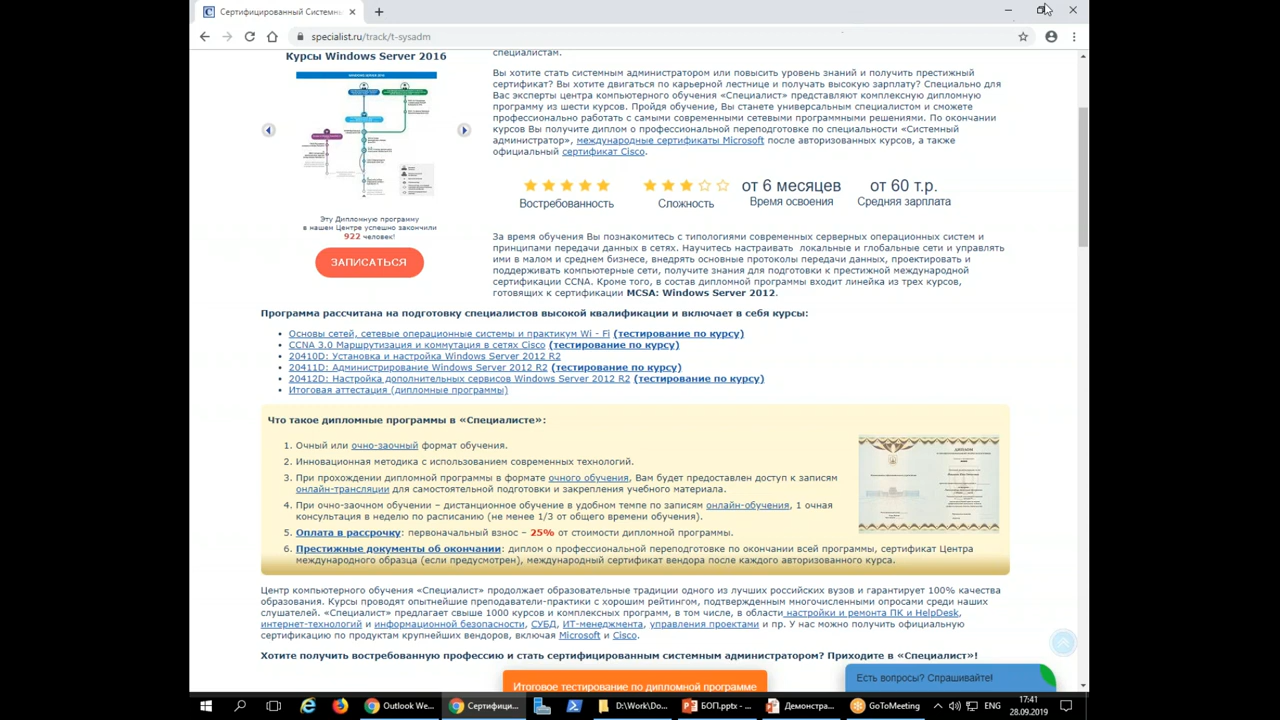 Сертифицированный Системны
specialist.ru/track/t-sysadm
Курсы Windows Server 2016
Эту Дипломную программу
в нашем Центре успешно закончили
922 человек!
ЗАПИСАТЬСЯ
специалистам.
Вы хотите стать системным администратором или повысить уровень знаний и получить престижный
сертификат? Вы хотите двигаться по карьерной лестнице и получать высокую зарплату? Специально для
Вас эксперты центра компьютерного обучения «Специалист» представляют комплексную дипломную
программу из шести курсов. Пройдя обучение, Вы станете универсальным специалистом и сможете
профессионально работать с самыми современными сетевыми программными решениями. По окончании
курсов Вы получите диплом о профессиональной переподготовке по специальности «Системный
администратор», международные сертификаты Microsoft после авторизованных курсов, а также
официальный сертификат Cisco.
Востребованность
Сложность
от 6 месяцев
Время освоения
от 60 т.р.
Средняя зарплата
За время обучения Вы познакомитесь с типологиями современных серверных операционных систем и
принципами передачи данных в сетях. Научитесь настраивать локальные и глобальные сети и управлять
ими в малом и среднем бизнесе, внедрять основные протоколы передачи данных, проектировать и
поддерживать компьютерные сети, получите знания для подготовки к престижной международной
сертификации CCNA. Кроме того, в состав дипломной программы входит линейка из трех курсов,
готовящих к сертификации MCSA: Windows Server 2012.
Программа рассчитана на подготовку специалистов высокой квалификации и включает в себя курсы:
• Основы сетей, сетевые операционные системы и практикум Wi - Fi (тестирование по курсу)
• CCNA 3.0 Маршрутизация и коммутация в сетях Cisco (тестирование по курсу)
• 20410D: Установка и настройка Windows Server 2012 R2
• 20411D: Администрирование Windows Server 2012 R2 (тестирование по курсу)
• 20412D: Настройка дополнительных сервисов Windows Server 2012 R2 (тестирование по курсу)
• Итоговая аттестация (дипломные программы)
Что такое дипломные программы в «Специалисте»:
1. Очный или очно-заочный формат обучения.
2. Инновационная методика с использованием современных технологий.
3. При прохождении дипломной программы в формате очного обучения, Вам будет предоставлен доступ к записям
онлайн-трансляции для самостоятельной подготовки и закрепления учебного материала.
4. При очно-заочном обучении – дистанционное обучение в удобном темпе по записям онлайн-обучения, 1 очная
консультация в неделю по расписанию (не менее 1/3 от общего времени обучения).
5. Оплата в рассрочку: первоначальный взнос – 25% от стоимости дипломной программы.
6. Престижные документы об окончании: диплом о профессиональной переподготовке по окончании всей программы, сертификат Центра
международного образца (если предусмотрен), международный сертификат вендора после каждого авторизованного курса.
Центр компьютерного обучения «Специалист» продолжает образовательные традиции одного из лучших российских вузов и гарантирует 100% качества
образования. Курсы проводят опытнейшие преподаватели-практики с хорошим рейтингом, подтвержденным многочисленными опросами среди наших
слушателей. «Специалист» предлагает свыше 1000 курсов и комплексных программ, в том числе, в области настройки и ремонта ПК и HelpDesk,
интернет-технологий и информационной безопасности, СУБД, ИТ-менеджмента, управления проектами и пр. У нас можно получить официальную
сертификацию по продуктам крупнейших вендоров, включая Microsoft и Cisco.
Хотите получить востребованную профессию и стать сертифицированным системным администратором? Приходите в «Специалист»!
Итоговое тестирование по дипломной программе
Есть вопросы? Спрашивайте!
Outlook We...
Сертифици...
D:\Work\Do...
БОП.pptx - ...
Демонстра...
GoToMeeting
ENG
17:41
28.09.2019